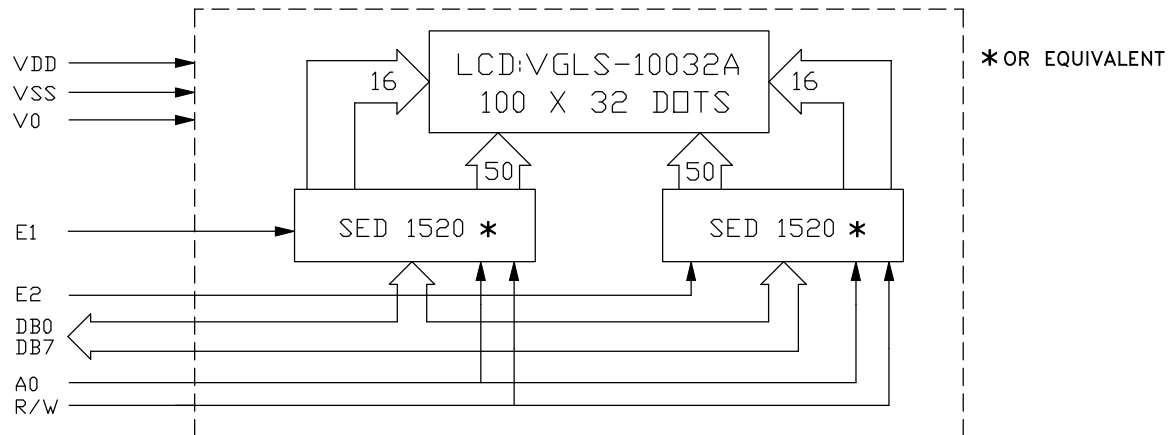 VDD
VSS
V0
LCD:VGLS-10032A
100 X 32 DOTS
16
16
* OR EQUIVALENT
50
50
SED 1520 *
SED 1520 *
E1
E2
DB0
DB7
A0
R/W